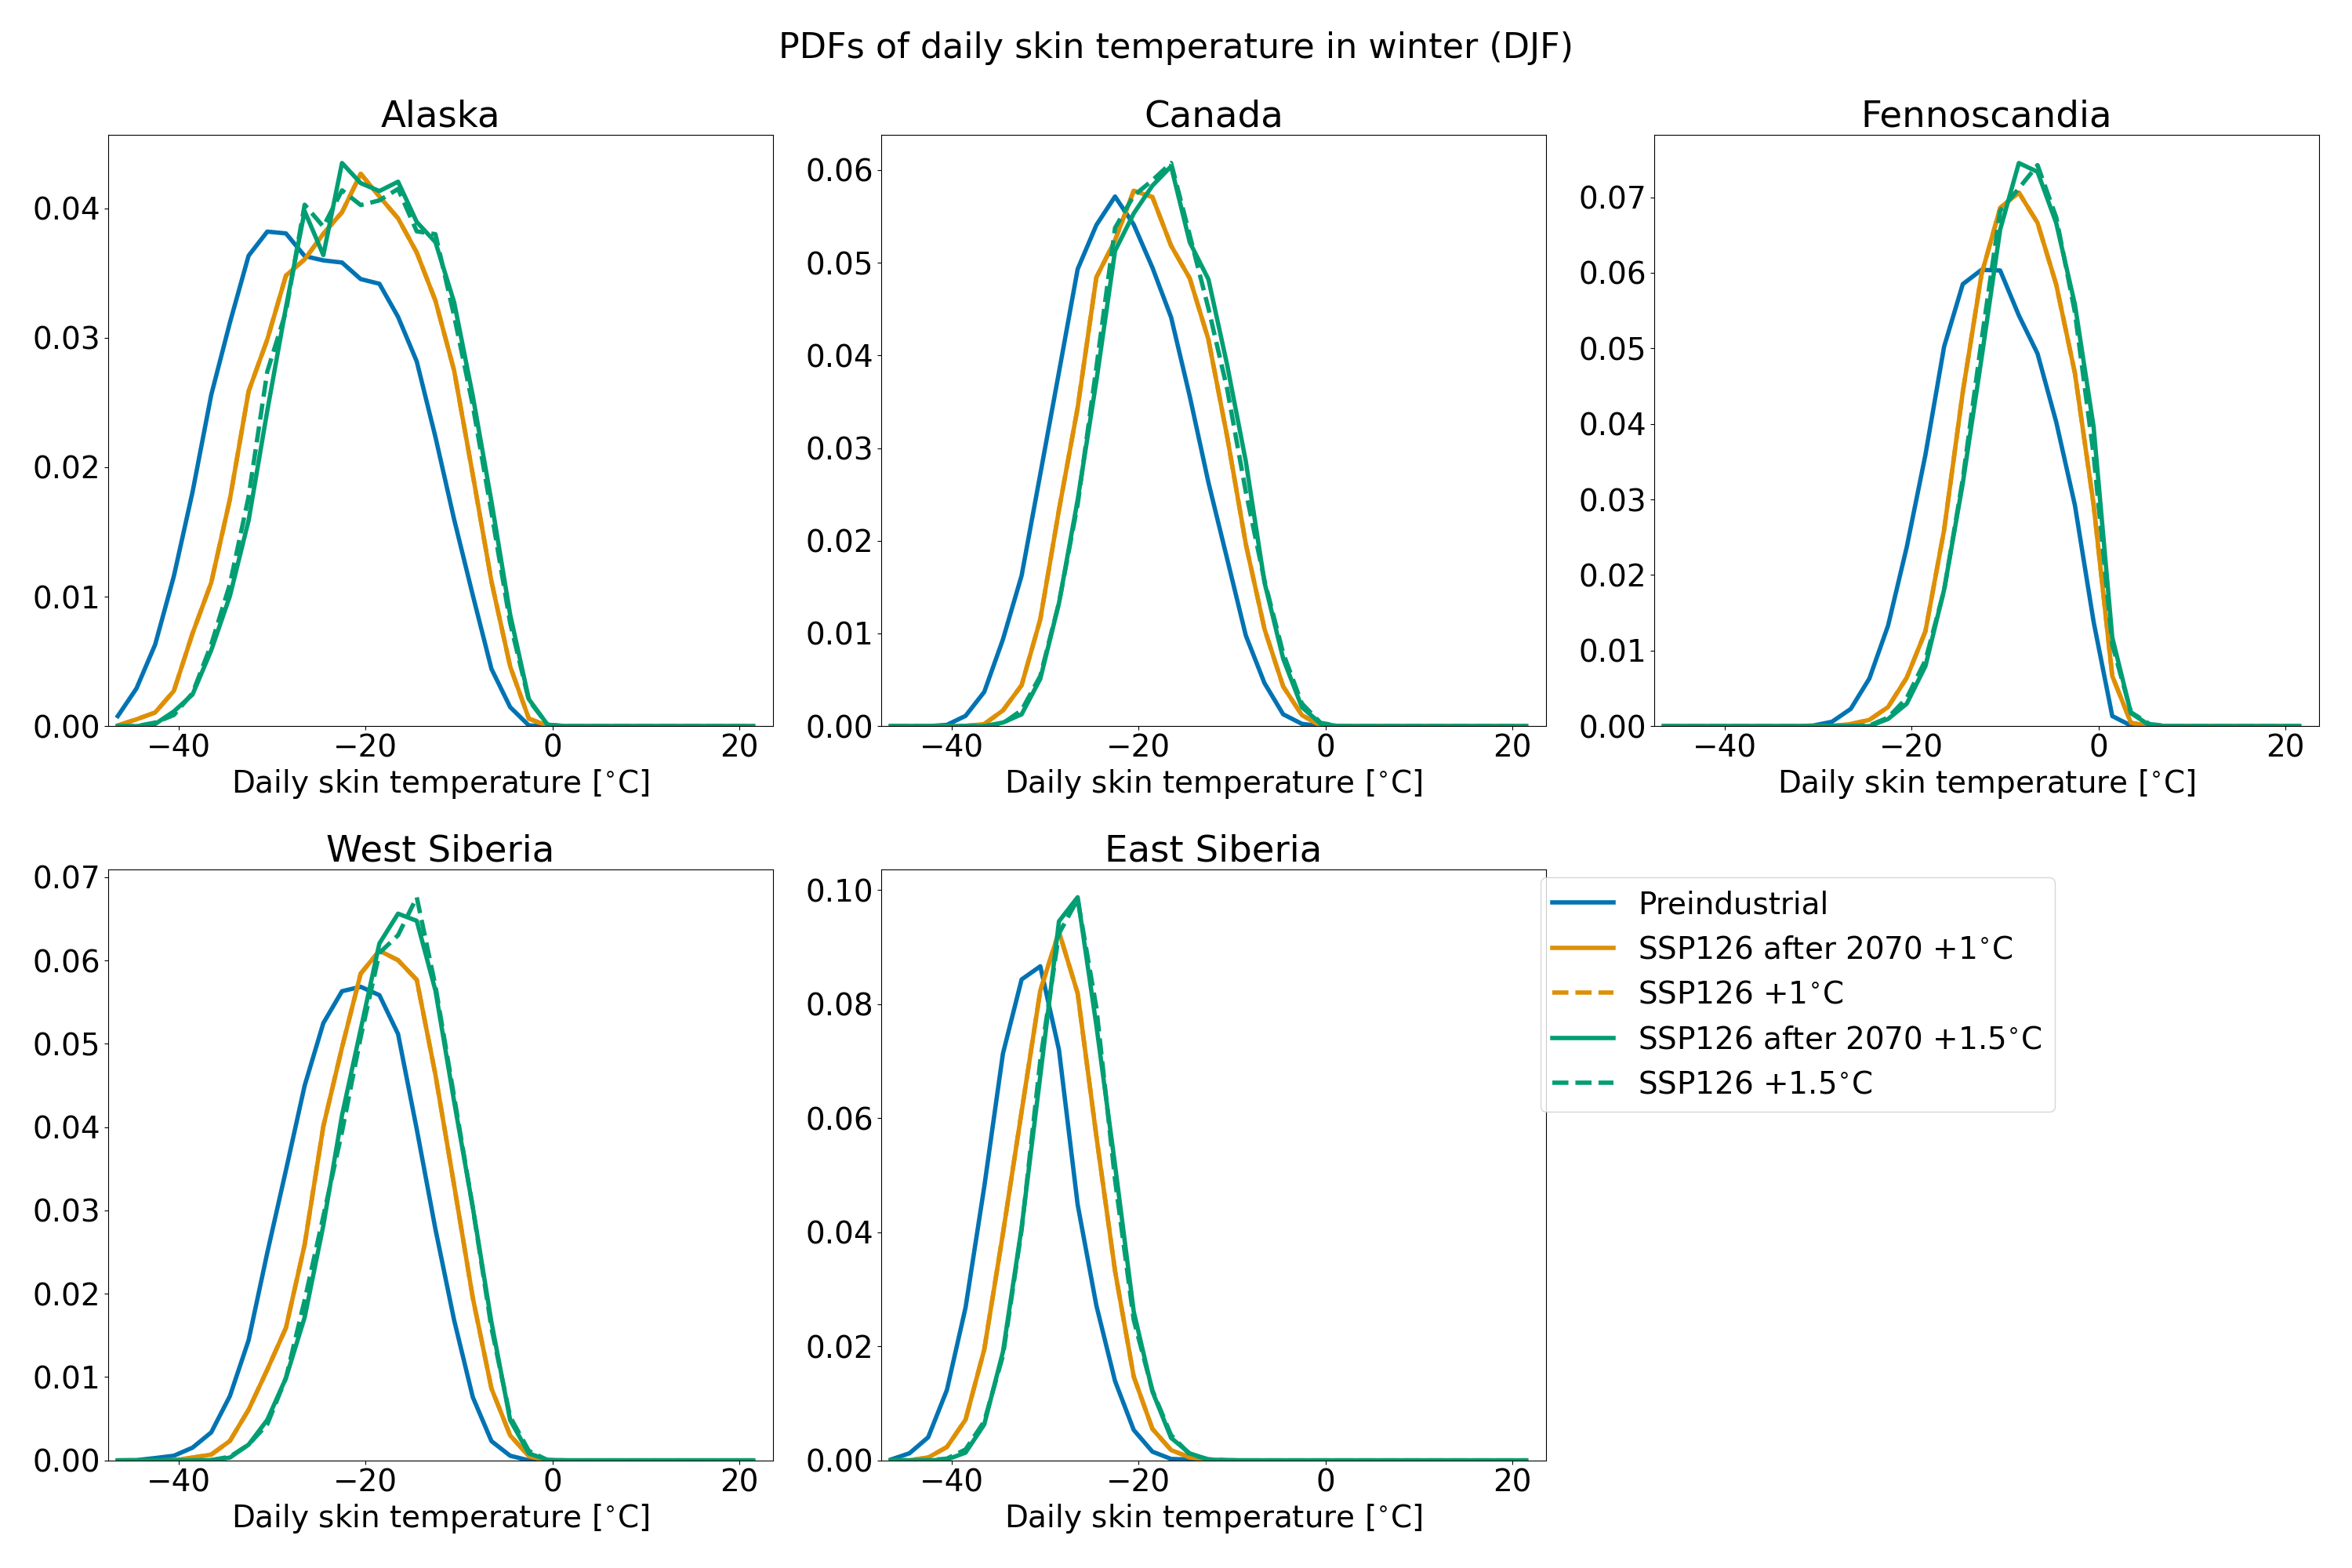 PDFs of daily skin temperature in winter (DJF)
Alaska
0.04
0.03
0.02
0.01
0.00
−40 −20 0 20
Daily skin temperature [°C]
Canada
0.06
0.05
0.04
0.03
0.02
0.01
0.00
−40 −20 0 20
Daily skin temperature [°C]
Fennoscandia
0.07
0.06
0.05
0.04
0.03
0.02
0.01
0.00
−40 −20 0 20
Daily skin temperature [°C]
West Siberia
0.07
0.06
0.05
0.04
0.03
0.02
0.01
0.00
−40 −20 0 20
Daily skin temperature [°C]
East Siberia
0.10
0.08
0.06
0.04
0.02
0.00
−40 −20 0 20
Daily skin temperature [°C]
Preindustrial
SSP126 after 2070 +1°C
SSP126 +1°C
SSP126 after 2070 +1.5°C
SSP126 +1.5°C